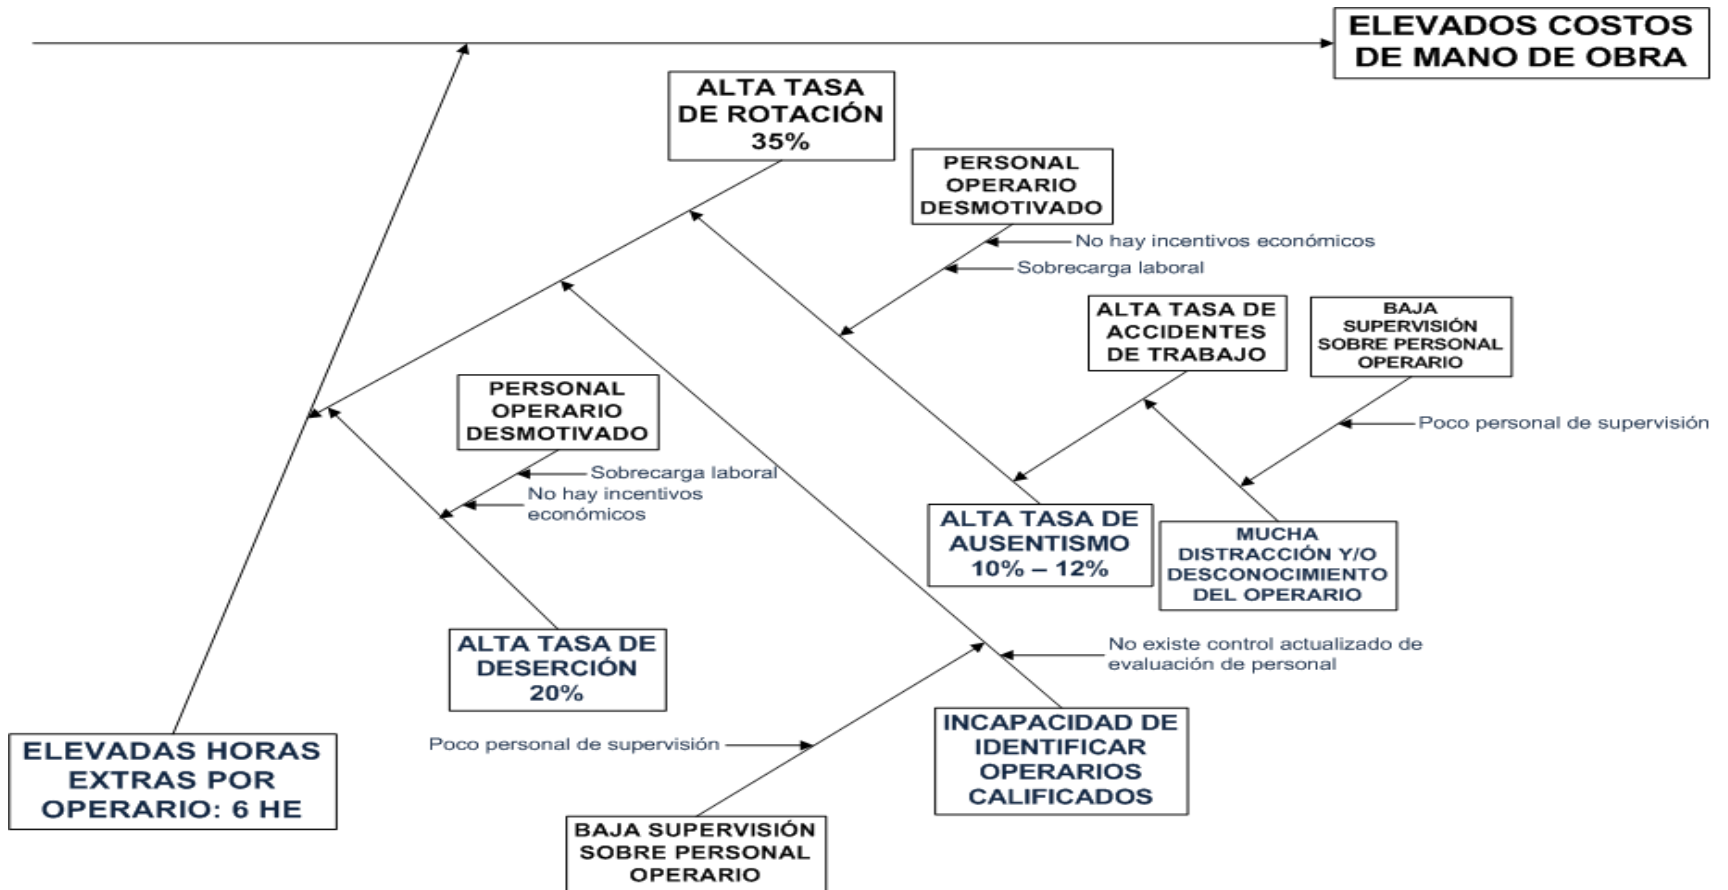 ELEVADOS COSTOS
DE MANO DE OBRA
ALTA TASA
DE ROTACIÓN
35%
PERSONAL
OPERARIO
DESMOTIVADO
No hay incentivos económicos
Sobrecarga laboral
ALTA TASA DE
ACCIDENTES
DE TRABAJO
BAJA
SUPERVISIÓN
SOBRE PERSONAL
OPERARIO
Poco personal de supervisión
PERSONAL
OPERARIO
DESMOTIVADO
Sobrecarga laboral
No hay incentivos
económicos
ALTA TASA DE
AUSENTISMO
10% – 12%
MUCHA
DISTRACCIÓN Y/O
DESCONOCIMIENTO
DEL OPERARIO
ALTA TASA DE
DESERCIÓN
20%
No existe control actualizado de
evaluación de personal
ELEVADAS HORAS
EXTRAS POR
OPERARIO: 6 HE
Poco personal de supervisión
INCAPACIDAD DE
IDENTIFICAR
OPERARIOS
CALIFICADOS
BAJA SUPERVISIÓN
SOBRE PERSONAL
OPERARIO